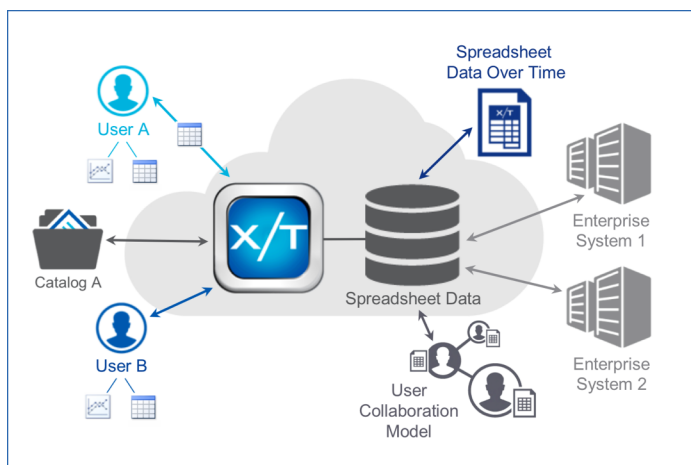 Spreadsheet
Data Over Time
X/T
User A
Enterprise
System 1
X/T
Catalog A
Spreadsheet Data
User B
User
Collaboration
Model
Enterprise
System 2